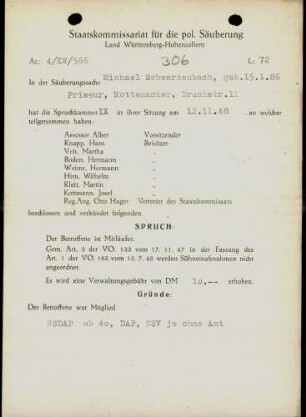 Staatskommissariat für die pol. Säuberung
Land Württemberg-Hohenzollern
Az: 4/KW/566 306 L: 72
In der Säuberungssache Michael Schwarzenbach, geb.15.1.86
Friseur, Rottenacker, Bruckstr.11
hat die Spruchkammer IX in ihrer Sitzung am 12.11.48, an welcher
teilgenommen haben:
Assessor Alber Vorsitzender
Knapp, Hans Beisitzer
Veit, Martha "
Boden, Hermann "
Weime, Hermann "
Hirn, Wilhelm "
Klett, Martin "
Kottmann, Josef "
Reg.Ang. Otto Hager Vertreter des Staatskommissars
beschlossen und verkündet folgenden
SPRUCH:
Der Betroffene ist Mitläufer.
Gem. Art. 3 der VO. 133 vom 17. 11. 47 in der Fassung des
Art. 1 der VO. 165 vom 13. 7. 48 werden Sühnemaßnahmen nicht
angeordnet.
Es wird eine Verwaltungsgebühr von DM 10,-- erhoben.
Gründe:
Der Betroffene war Mitglied
NSDAP ab 40, DAF, NSV je ohne Amt